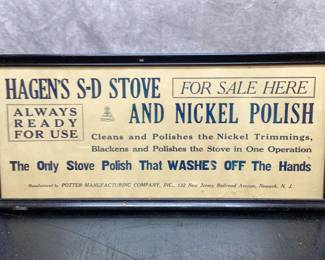 HAGEN'S S-D STOVE
FOR SALE HERE
ALWAYS
READY
FOR USE
AND NICKEL POLISH
Cleans and Polishes the Nickel Trimmings,
Blackens and Polishes the Stove in One Operation
The Only Stove Polish That WASHES OFF The Hands
Manufactured by POTTER MANUFACTURING COMPANY, INC., 132 New Jersey Railroad Avenue, Newark, N. J.